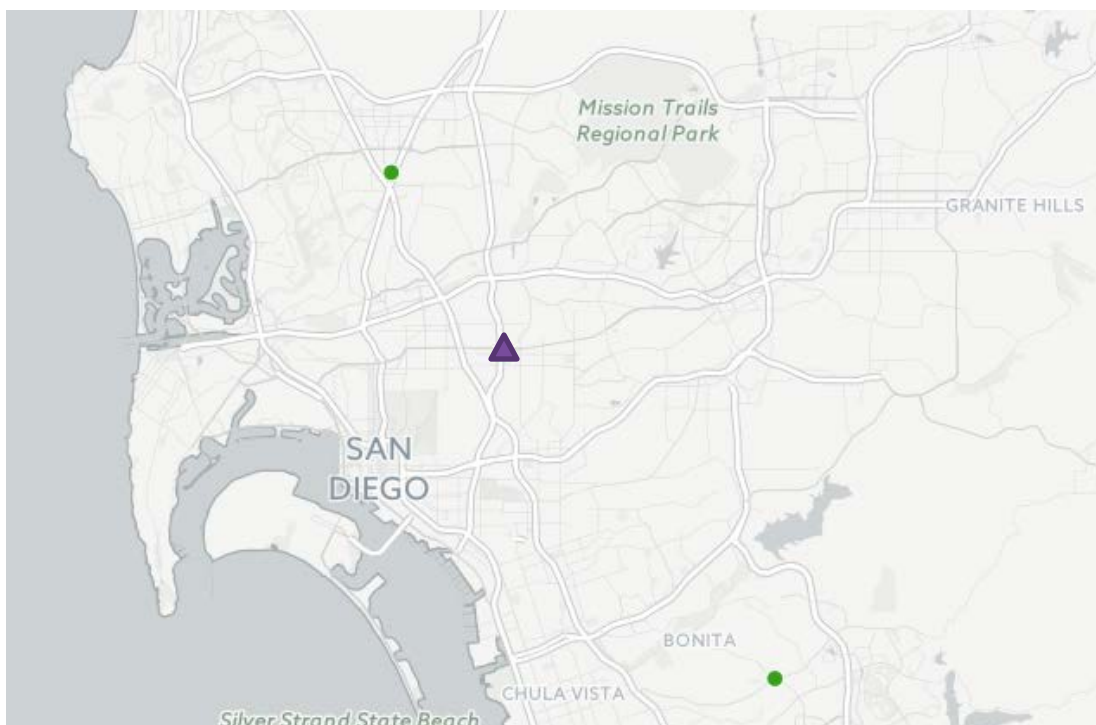 Mission Trails
Regional Park
GRANITE HILLS
SAN
DIEGO
BONITA
CHULA VISTA
Silver Strand State Beach